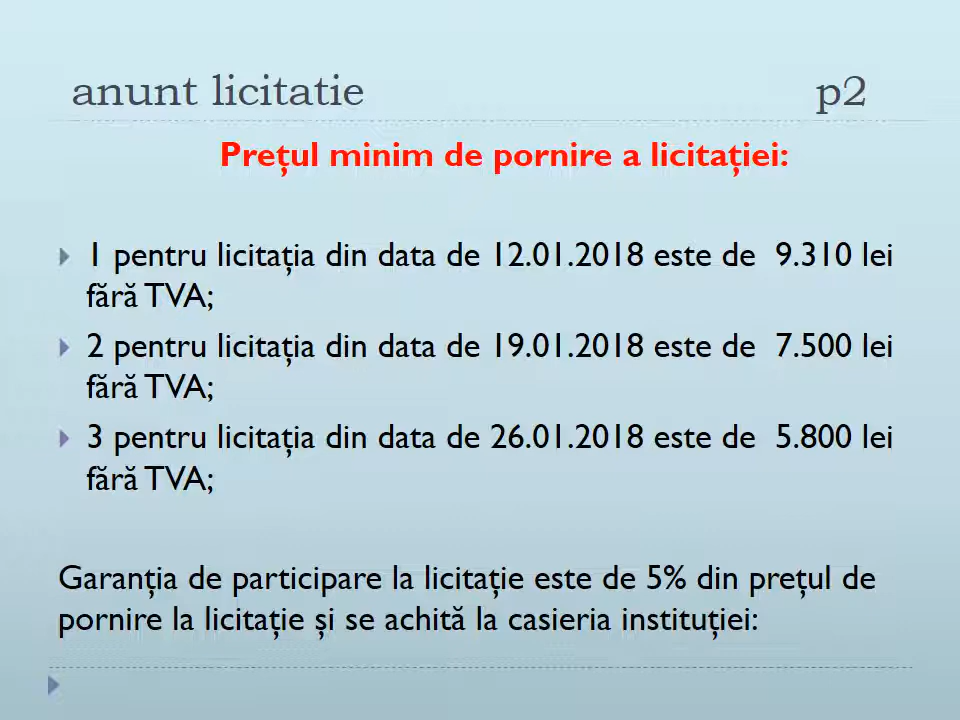 anunt licitatie p2
Prețul minim de pornire a licitației:
1 pentru licitația din data de 12.01.2018 este de 9.310 lei
fără TVA;
2 pentru licitația din data de 19.01.2018 este de 7.500 lei
fără TVA;
3 pentru licitația din data de 26.01.2018 este de 5.800 lei
fără TVA;
Garanția de participare la licitație este de 5% din prețul de
pornire la licitație și se achită la casieria instituției: